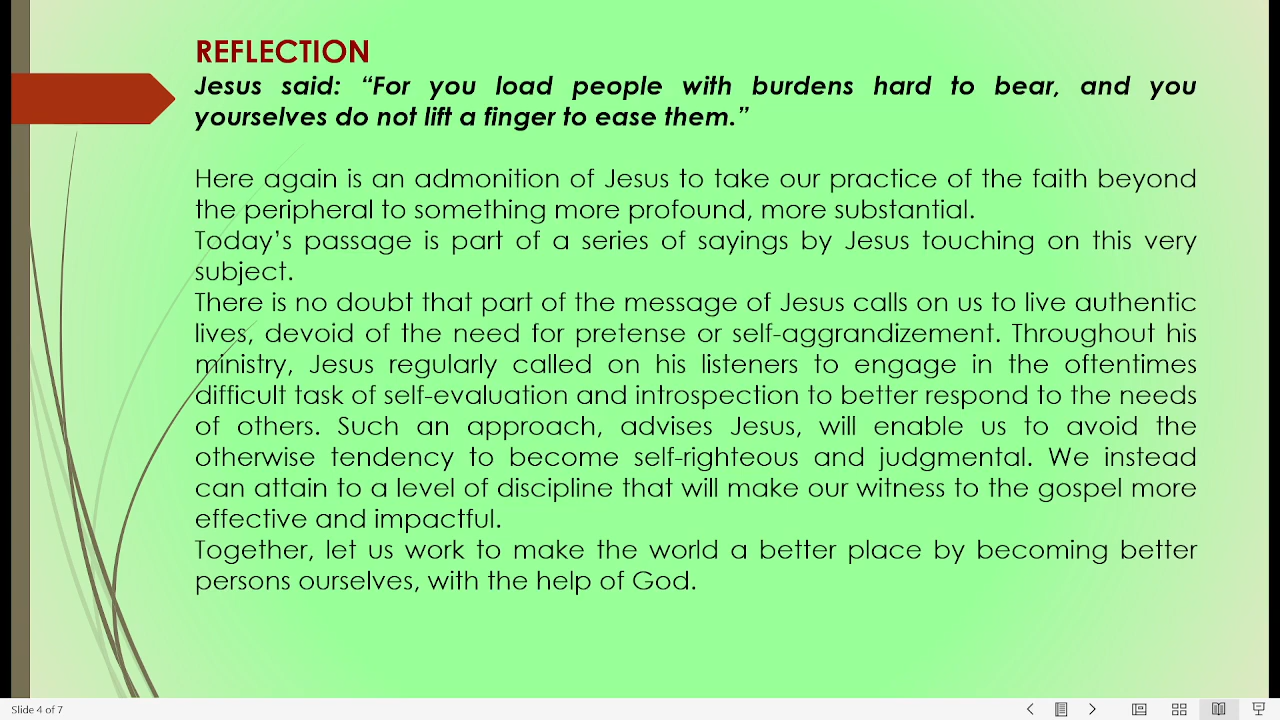 REFLECTION
Jesus said: “For you load people with burdens hard to bear, and you
yourselves do not lift a finger to ease them.”
Here again is an admonition of Jesus to take our practice of the faith beyond
the peripheral to something more profound, more substantial.
Today’s passage is part of a series of sayings by Jesus touching on this very
subject.
There is no doubt that part of the message of Jesus calls on us to live authentic
lives, devoid of the need for pretense or self-aggrandizement. Throughout his
ministry, Jesus regularly called on his listeners to engage in the oftentimes
difficult task of self-evaluation and introspection to better respond to the needs
of others. Such an approach, advises Jesus, will enable us to avoid the
otherwise tendency to become self-righteous and judgmental. We instead
can attain to a level of discipline that will make our witness to the gospel more
effective and impactful.
Together, let us work to make the world a better place by becoming better
persons ourselves, with the help of God.
Slide 4 of 7